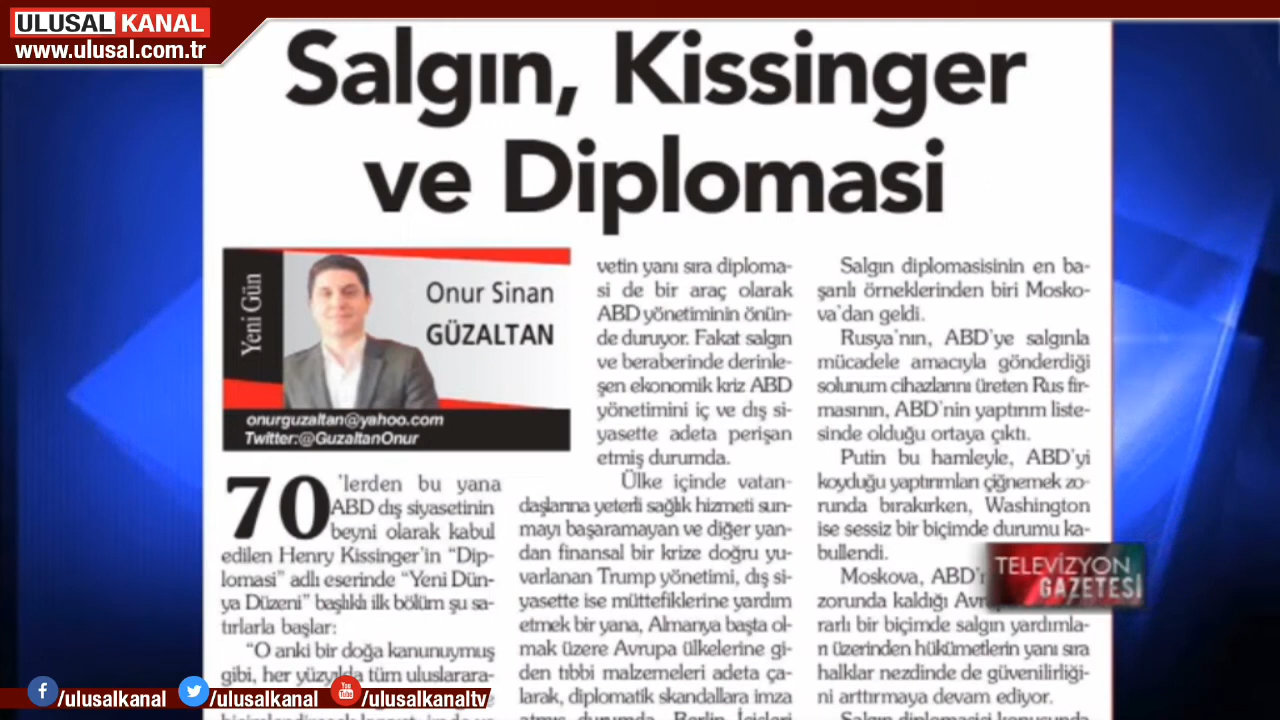 ULUSAL KANAL
www.ulusal.com.tr
Salgın, Kissinger
ve Diplomasi
Yeni Gün
Onur Sinan
GÜZALTAN
onurguzaltan@yahoo.com
Twitter:@GuzaltanOnur
70'lerden bu yana
ABD dış siyasetinin
beyni olarak kabul
edilen Henry Kissinger'in “Dip-
lomasi” adlı eserinde “Yeni Dün-
ya Düzeni” başlıklı ilk bölüm şu sa-
tırlarla başlar:
“O anki bir doğa kanunuymuş
gibi, her yüzyılda tüm uluslarara-
vetin yanı sıra diploma-
si de bir araç olarak
ABD yönetiminin önün-
de duruyor. Fakat salgın
ve beraberinde derinle-
şen ekonomik kriz ABD
yönetimini iç ve dış si-
yasette adeta perişan
etmiş durumda.
Ülke içinde vatan-
daşlarına yeterli sağlık hizmeti sun-
mayı başaramayan ve diğer yan-
dan finansal bir krize doğru yu-
varlanan Trump yönetimi, dış si-
yasette ise müttefiklerine yardım
etmek bir yana, Almanya başta ol-
mak üzere Avrupa ülkelerine gi-
den tıbbi malzemeleri adeta ça-
larak, diplomatik skandallara imza
atmış durumda. Berlin İçişleri
Salgın diplomasisinin en ba-
şarılı örneklerinden biri Mosko-
va'dan geldi.
Rusya'nın, ABD'ye salgınla
mücadele amacıyla gönderdiği
solunum cihazlarını üreten Rus fir-
masının, ABD'nin yaptırım liste-
sinde olduğu ortaya çıktı.
Putin bu hamleyle, ABD'yi
koyduğu yaptırımları çiğnemek zo-
runda bırakırken, Washington
ise sessiz bir biçimde durumu ka-
bullendi.
Moskova, ABD'
zorunda kaldığı
rarlı bir biçimde salgın yardımla-
rı üzerinden hükümetlerin yanı sıra
halklar nezdinde de güvenilirliği-
ni arttırmaya devam ediyor.
Salgın diplomasisi konusunda
TELEVİZYON
GAZETESİ
/ulusalkanal /ulusalkanal You Tube /ulusalkanaltv